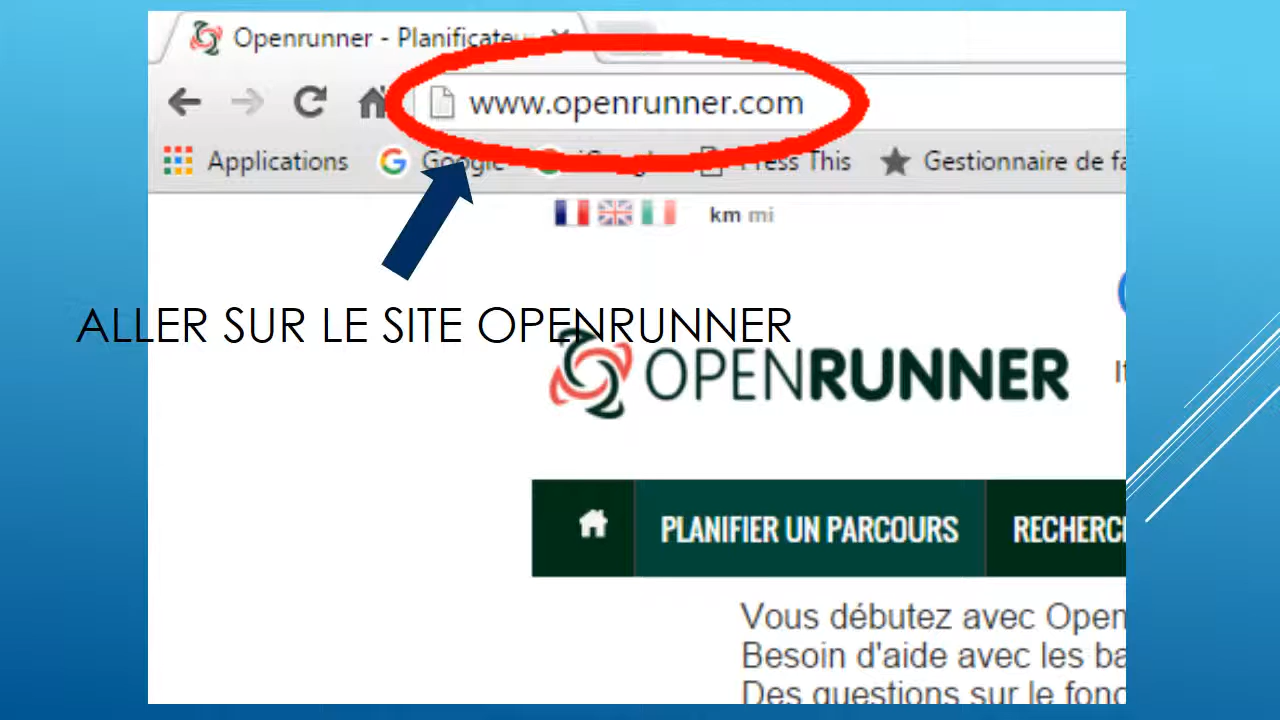 Openrunner - Planificateu
www.openrunner.com
Applications Google Press This Gestionnaire de fa
km mi
ALLER SUR LE SITE OPENRUNNER
OPENRUNNER
PLANIFIER UN PARCOURS RECHERC
Vous débutez avec Open
Besoin d'aide avec les ba
Des questions sur le fonc